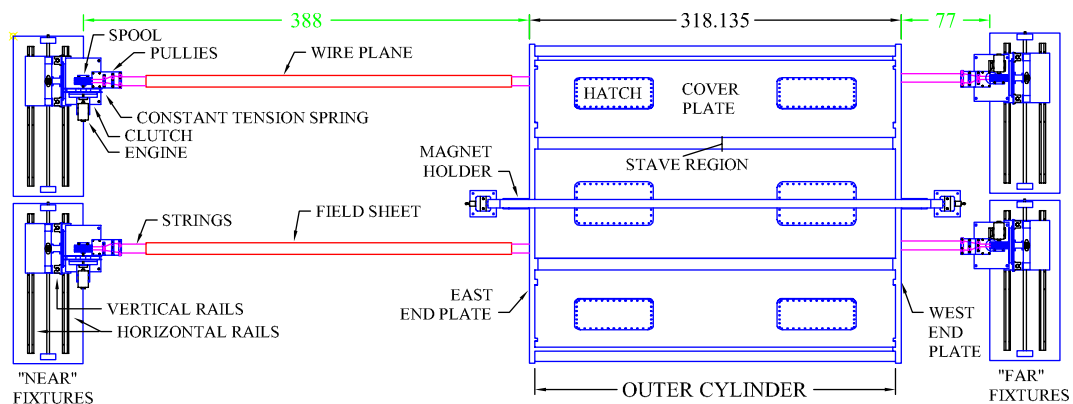 388
318.135
77
SPOOL
PULLIES
WIRE PLANE
CONSTANT TENSION SPRING
CLUTCH
ENGINE
HATCH
COVER
PLATE
STAVE REGION
MAGNET
HOLDER
STRINGS
FIELD SHEET
VERTICAL RAILS
HORIZONTAL RAILS
EAST
END PLATE
WEST
END
PLATE
"NEAR"
FIXTURES
OUTER CYLINDER
"FAR"
FIXTURES